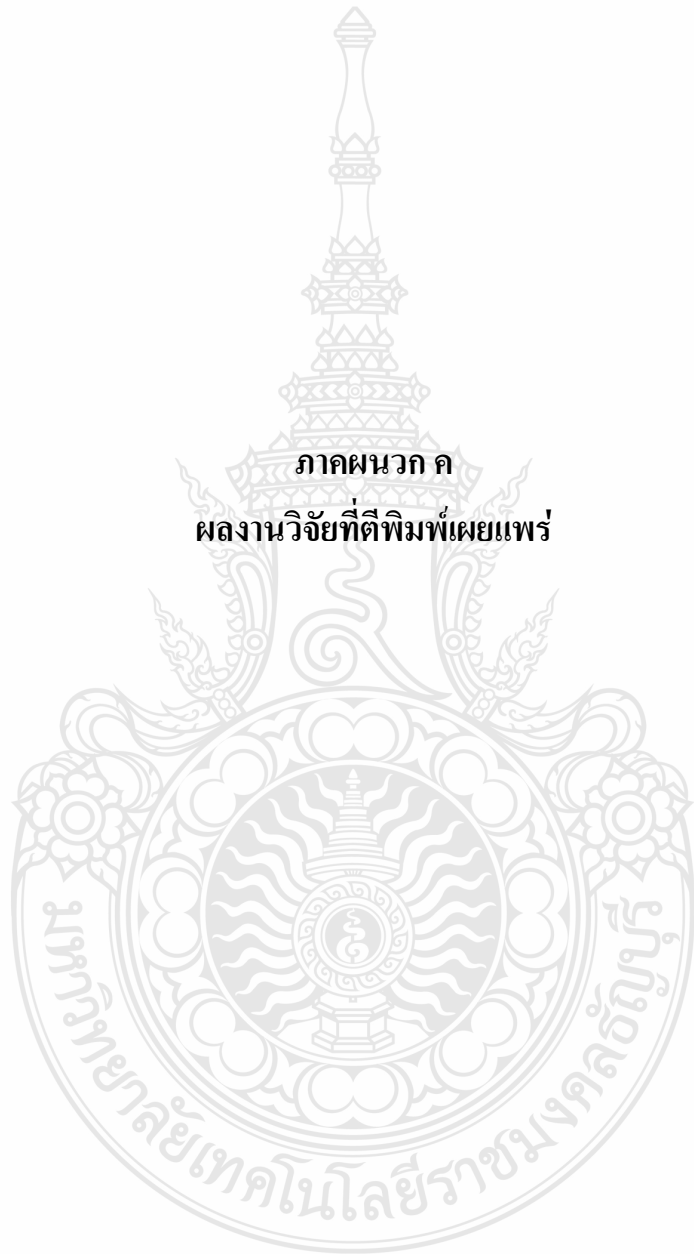 ภาคผนวก ค
ผลงานวิจัยที่ตีพิมพ์เผยแพร่
มหาวิทยาลัยเทคโนโลยีราชมงคลธัญบุรี